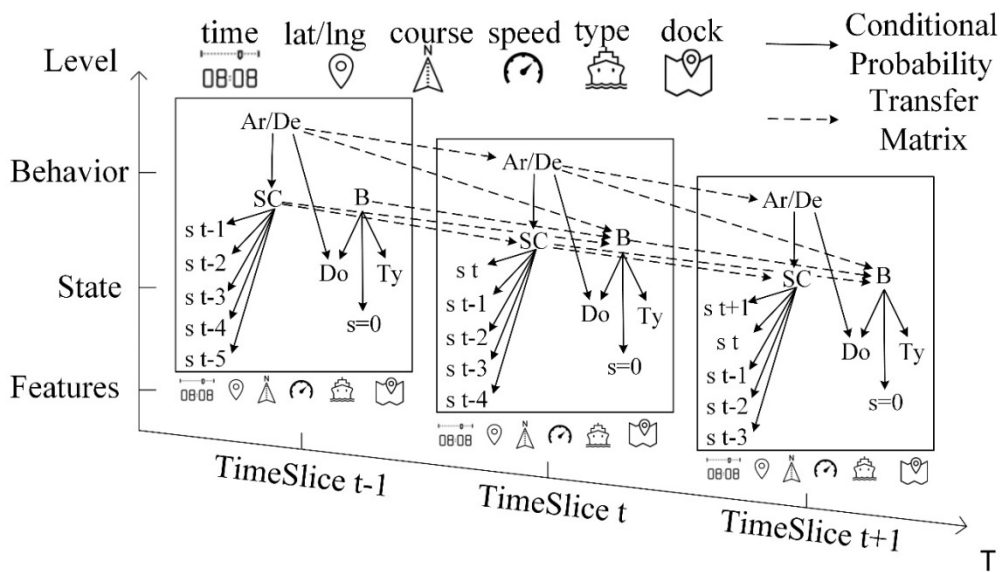 time lat/lng course speed type dock
08:08
N
Conditional
Probability
Transfer
Matrix
Level
Behavior
State
Features
Ar/De
SC B
s t-1
s t-2
s t-3
s t-4
s t-5
Do Ty
s=0
08:08
N
Ar/De
SC B
s t
s t-1
s t-2
s t-3
s t-4
Do Ty
s=0
08:08
N
Ar/De
SC B
s t+1
s t
s t-1
s t-2
s t-3
Do Ty
s=0
08:08
N
TimeSlice t-1
TimeSlice t
TimeSlice t+1
T